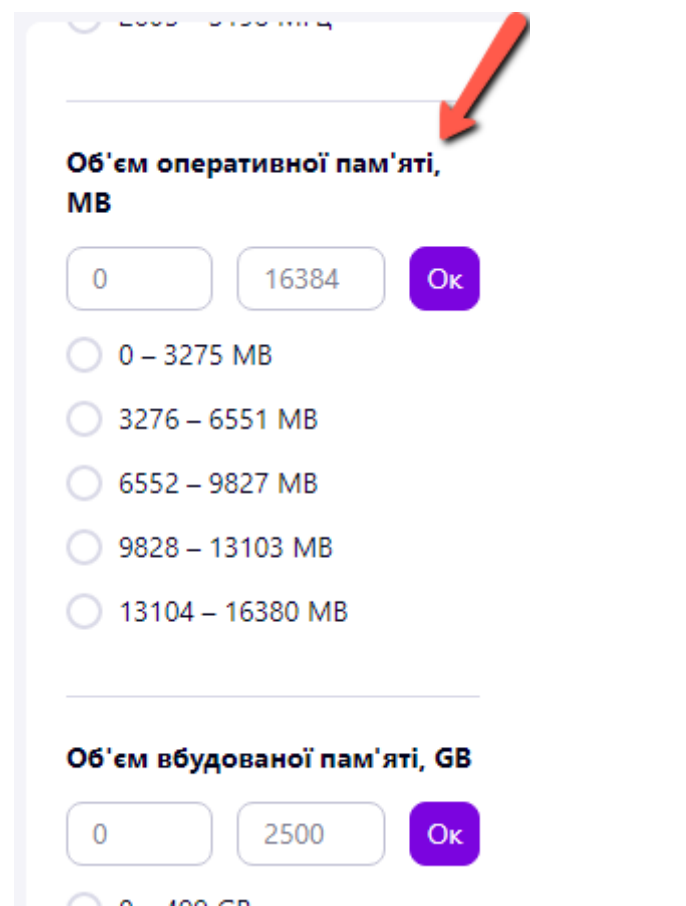 Об'єм оперативної пам'яті,
MB
0
16384
Ок
0 – 3275 MB
3276 – 6551 MB
6552 – 9827 MB
9828 – 13103 MB
13104 – 16380 MB
Об'єм вбудованої пам'яті, GB
0
2500
Ок